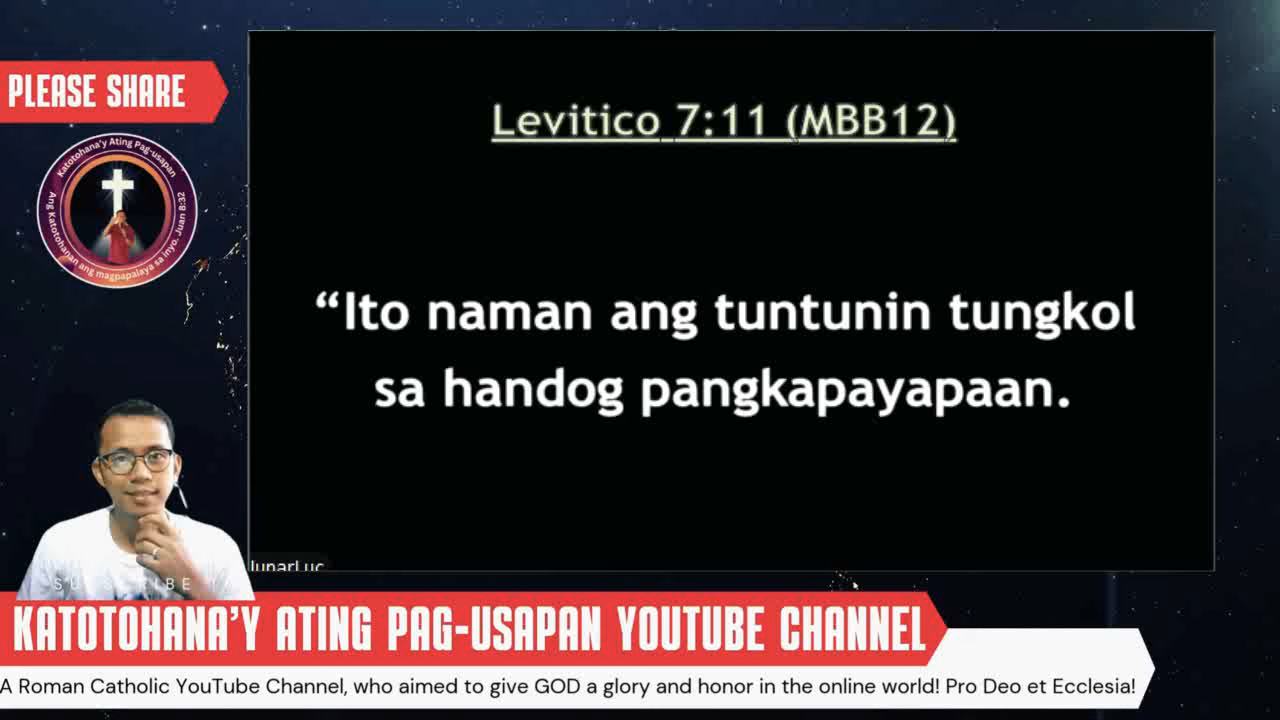 PLEASE SHARE
Katotohana'y Ating Pag-usapan
Ang Katotohanan ang magpapalaya sa inyo. Juan 8:32
Levitico 7:11 (MBB12)
“Ito naman ang tuntunin tungkol
sa handog pangkapayapaan.
JunarLuc
KATOTOHANA'Y ATING PAG-USAPAN YOUTUBE CHANNEL
A Roman Catholic YouTube Channel, who aimed to give GOD a glory and honor in the online world! Pro Deo et Ecclesia!